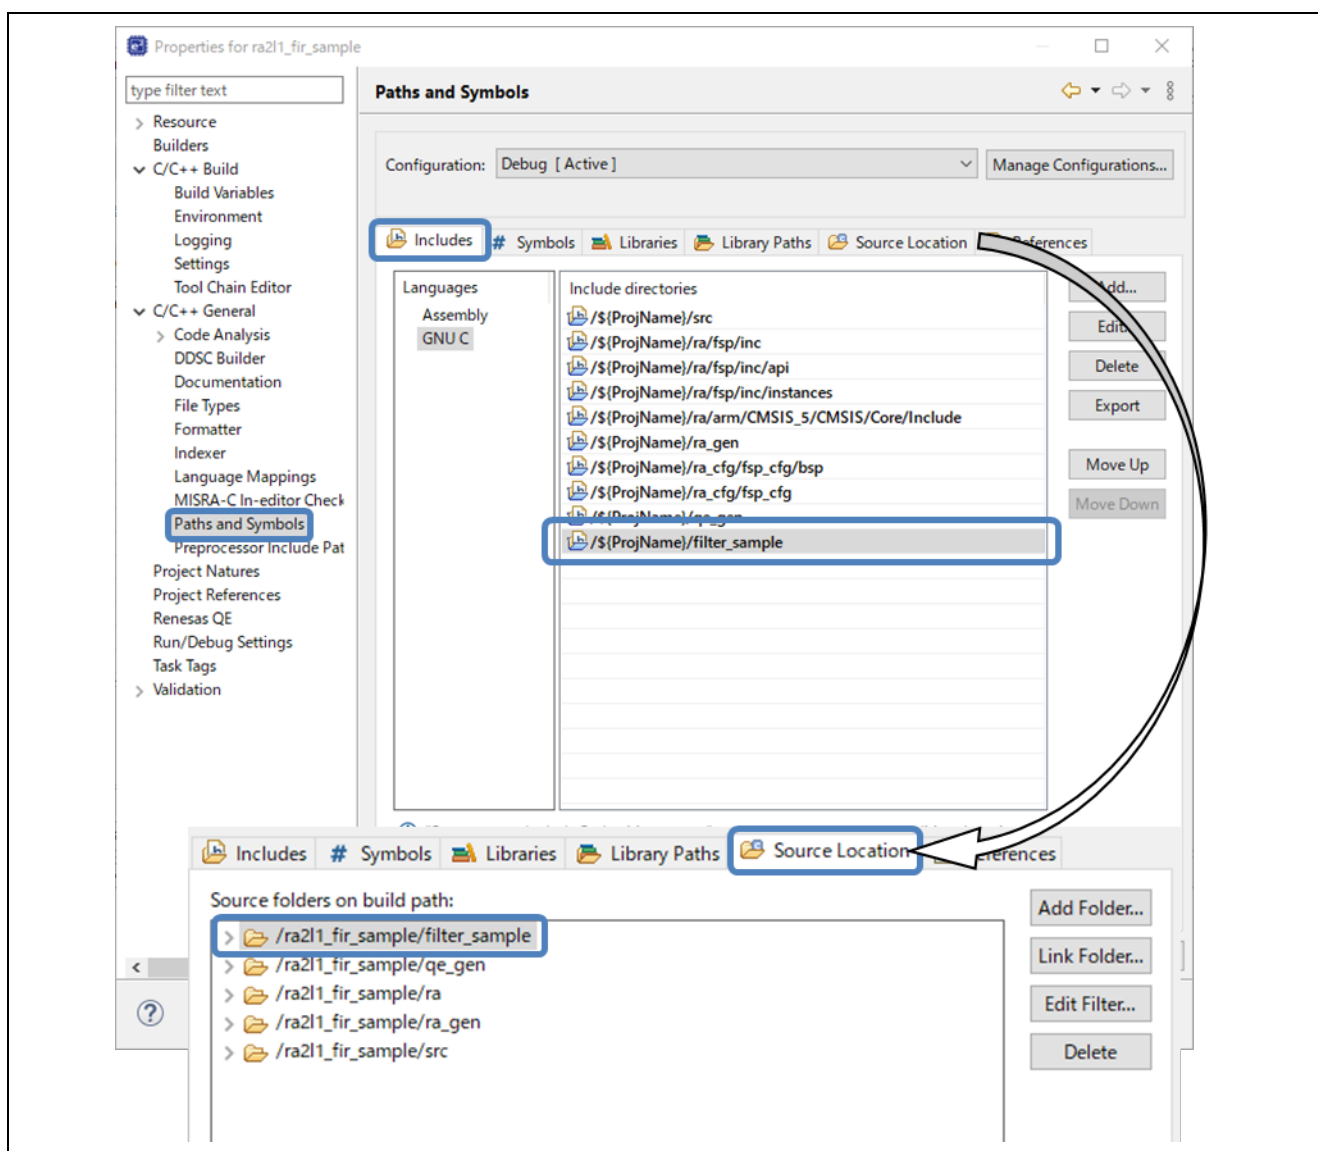 Properties for ra2l1_fir_sample
type filter text
Paths and Symbols
Resource
Builders
C/C++ Build
Build Variables
Environment
Logging
Settings
Tool Chain Editor
C/C++ General
Code Analysis
DDSC Builder
Documentation
File Types
Formatter
Indexer
Language Mappings
MISRA-C In-editor Check
Paths and Symbols
Preprocessor Include Pat
Project Natures
Project References
Renesas QE
Run/Debug Settings
Task Tags
Validation
Configuration: Debug [ Active ] Manage Configurations...
Includes # Symbols Libraries Library Paths Source Location References
Languages
Assembly
GNU C
Include directories
/${ProjName}/src
/${ProjName}/ra/fsp/inc
/${ProjName}/ra/fsp/inc/api
/${ProjName}/ra/fsp/inc/instances
/${ProjName}/ra/arm/CMSIS_5/CMSIS/Core/Include
/${ProjName}/ra_gen
/${ProjName}/ra_cfg/fsp_cfg/bsp
/${ProjName}/ra_cfg/fsp_cfg
/${ProjName}/qe_gen
/${ProjName}/filter_sample
Add...
Edit...
Delete
Export
Move Up
Move Down
Includes # Symbols Libraries Library Paths Source Location References
Source folders on build path:
/ra2l1_fir_sample/filter_sample
/ra2l1_fir_sample/qe_gen
/ra2l1_fir_sample/ra
/ra2l1_fir_sample/ra_gen
/ra2l1_fir_sample/src
Add Folder...
Link Folder...
Edit Filter...
Delete